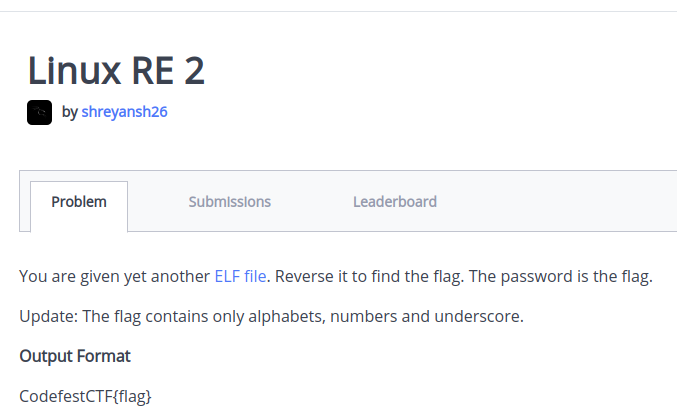 Linux RE 2
by shreyansh26
Problem
Submissions
Leaderboard
You are given yet another ELF file. Reverse it to find the flag. The password is the flag.
Update: The flag contains only alphabets, numbers and underscore.
Output Format
CodefestCTF{flag}